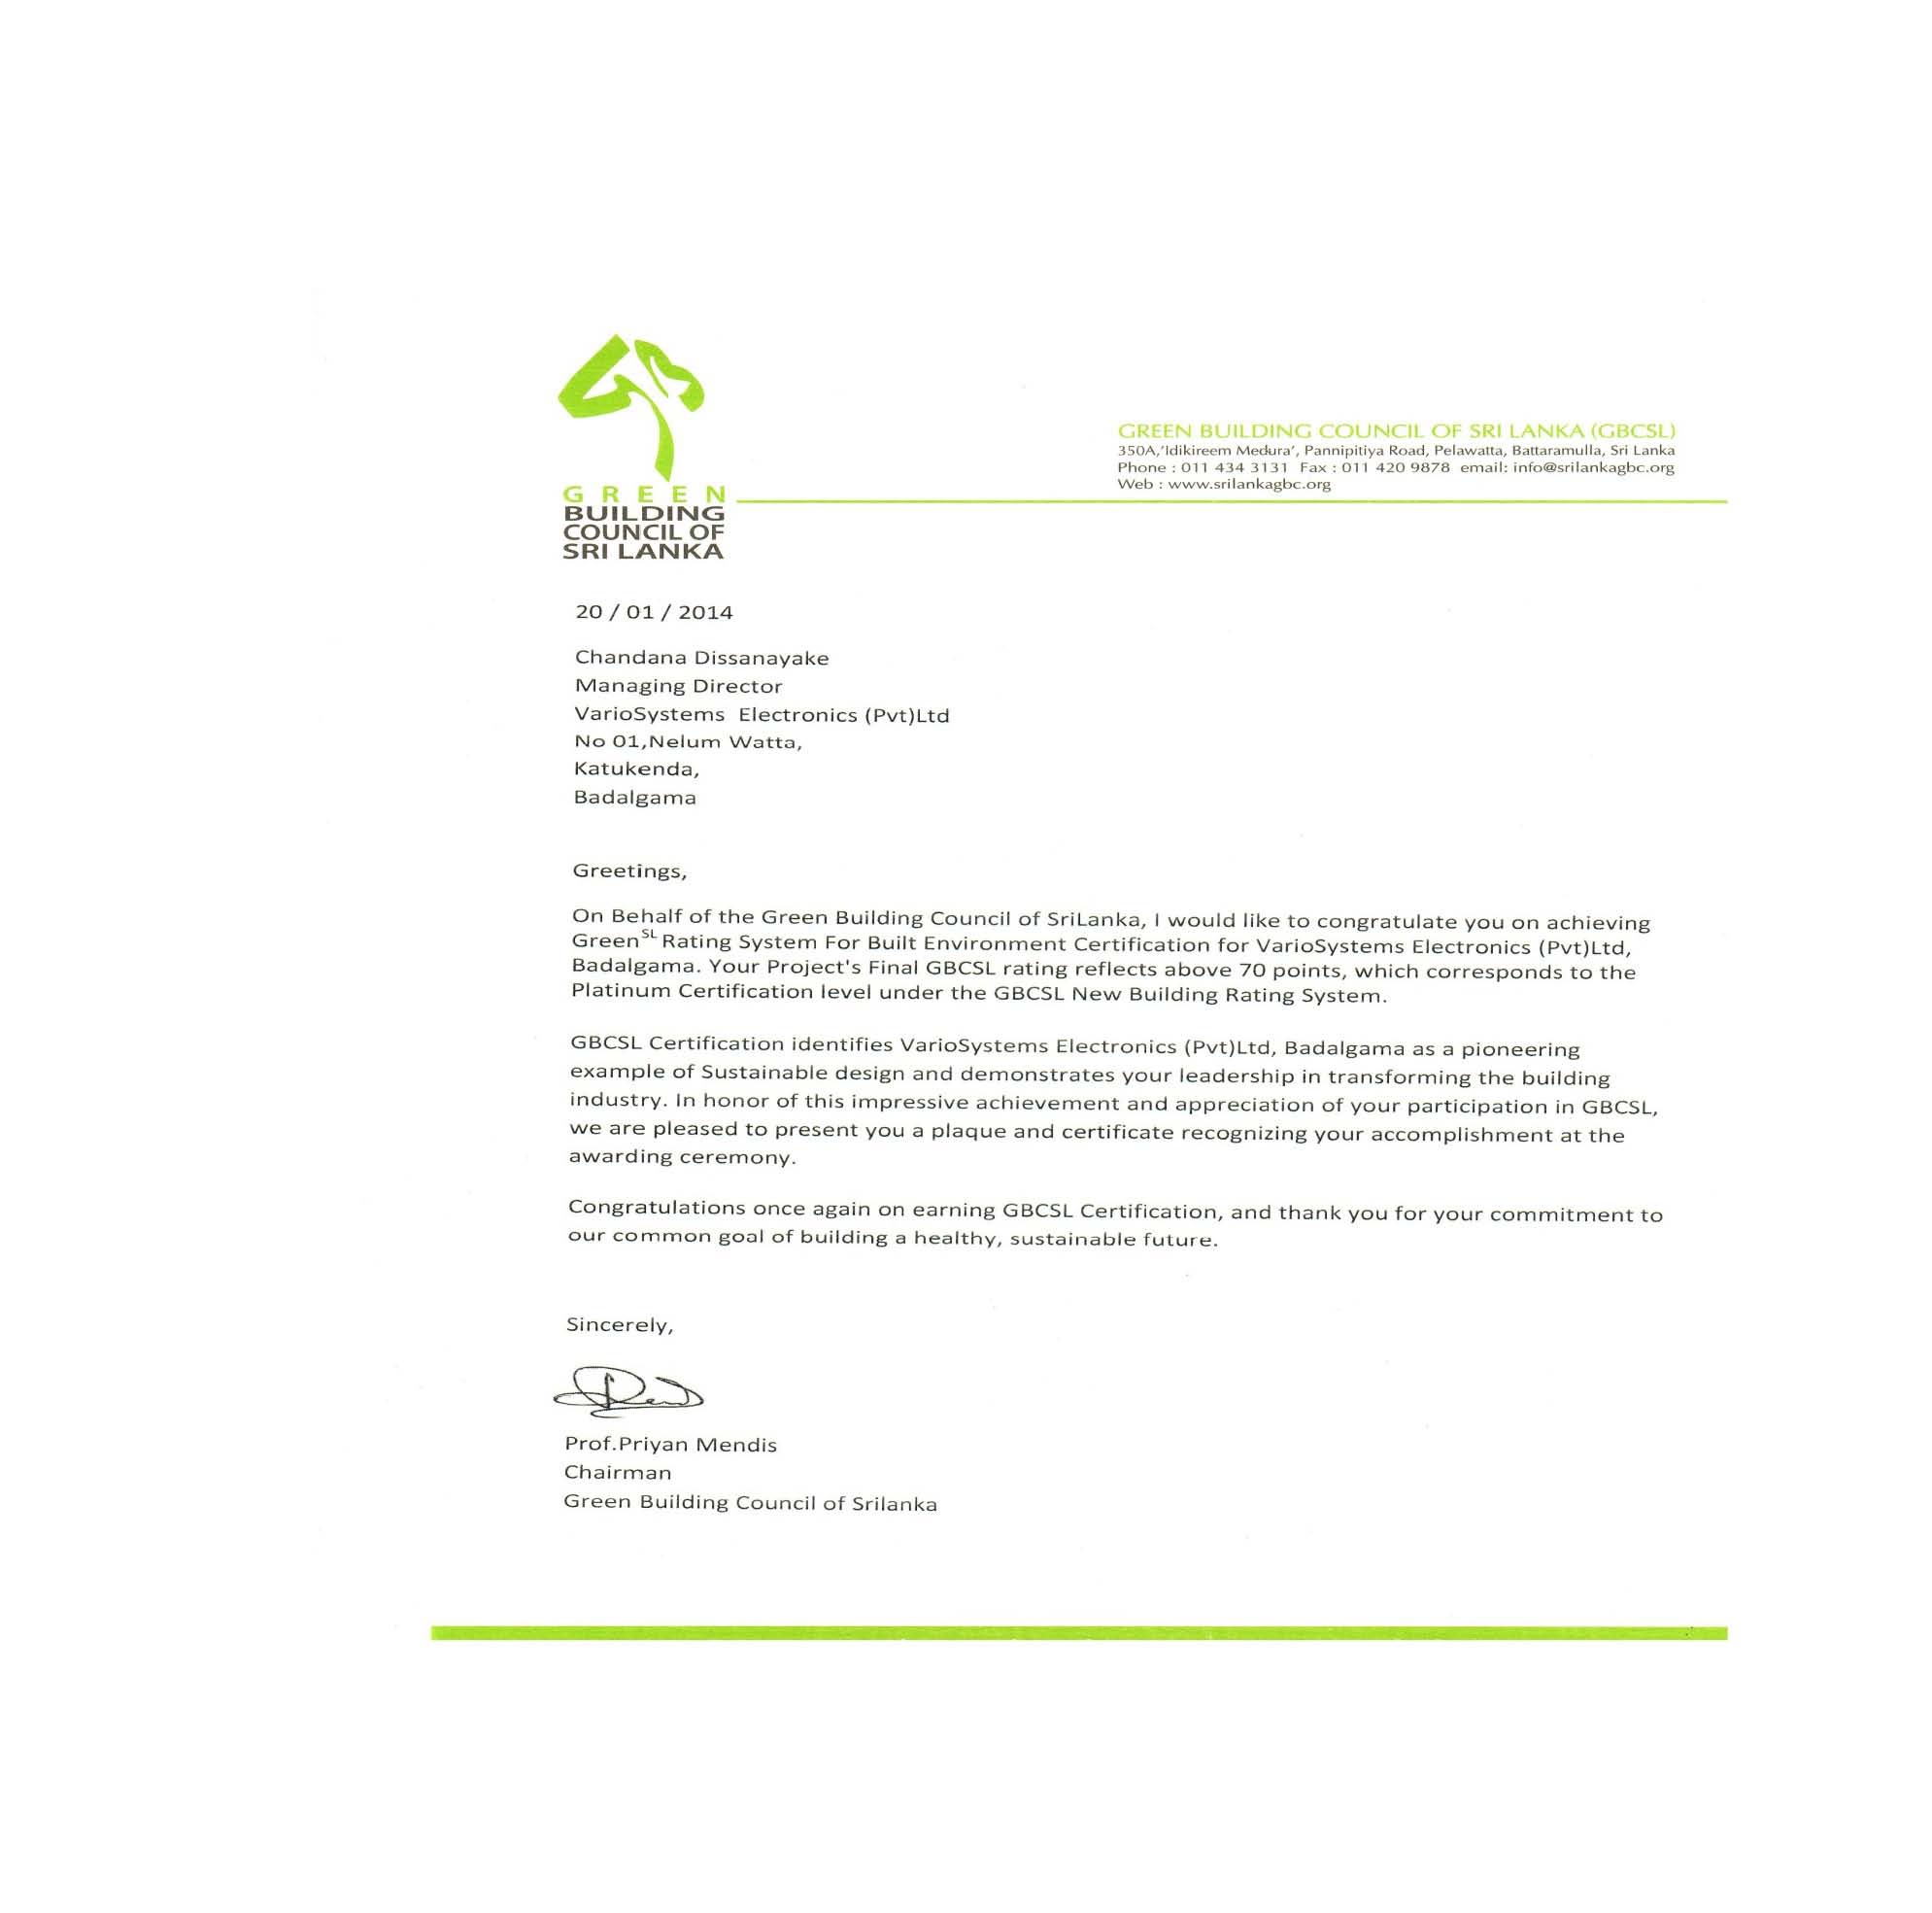 GREEN
BUILDING
COUNCIL OF
SRI LANKA
GREEN BUILDING COUNCIL OF SRI LANKA (GBCSL)
350A,'Idikireem Medura', Pannipitiya Road, Pelawatta, Battaramulla, Sri Lanka
Phone : 011 434 3131 Fax : 011 420 9878 email: info@srilankagbc.org
Web : www.srilankagbc.org
20 / 01 / 2014
Chandana Dissanayake
Managing Director
VarioSystems Electronics (Pvt)Ltd
No 01,Nelum Watta,
Katukenda,
Badalgama
Greetings,
On Behalf of the Green Building Council of SriLanka, I would like to congratulate you on achieving
Green^SL Rating System For Built Environment Certification for VarioSystems Electronics (Pvt)Ltd,
Badalgama. Your Project's Final GBCSL rating reflects above 70 points, which corresponds to the
Platinum Certification level under the GBCSL New Building Rating System.
GBCSL Certification identifies VarioSystems Electronics (Pvt)Ltd, Badalgama as a pioneering
example of Sustainable design and demonstrates your leadership in transforming the building
industry. In honor of this impressive achievement and appreciation of your participation in GBCSL,
we are pleased to present you a plaque and certificate recognizing your accomplishment at the
awarding ceremony.
Congratulations once again on earning GBCSL Certification, and thank you for your commitment to
our common goal of building a healthy, sustainable future.
Sincerely,
Prof.Priyan Mendis
Chairman
Green Building Council of Srilanka